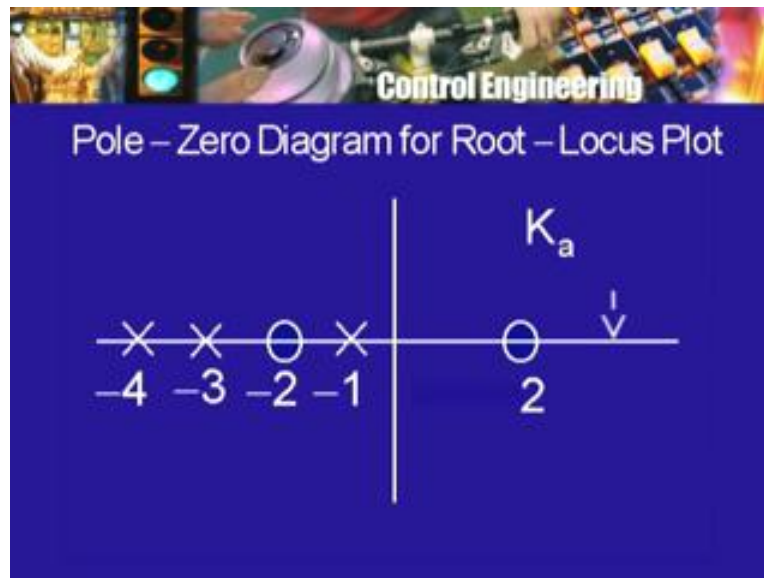 Control Engineering
Pole – Zero Diagram for Root – Locus Plot
Kₐ
–4 –3 –2 –1 2